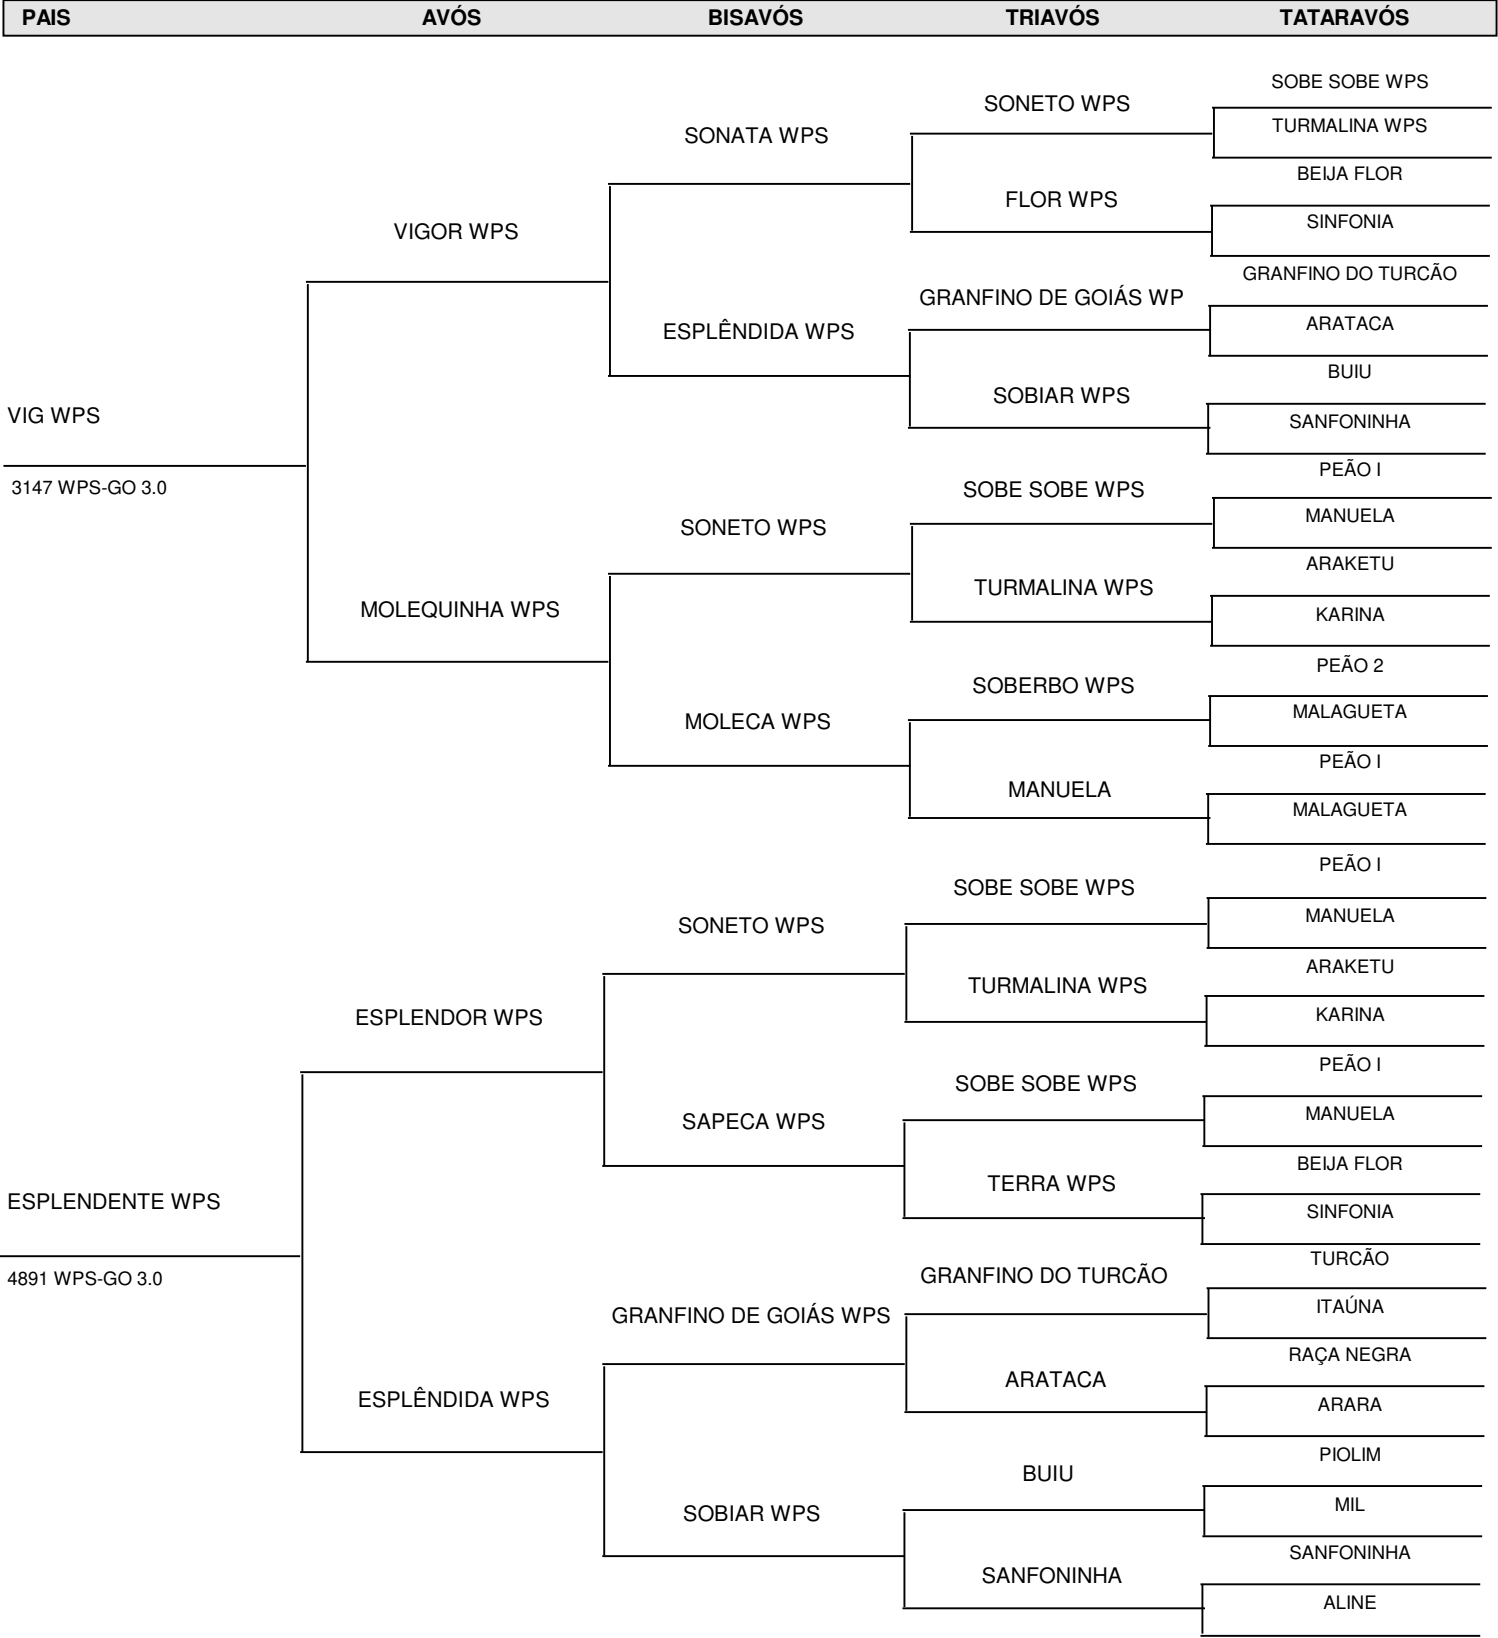 PAIS AVÓS BISAVÓS TRIAVÓS TATARAVÓS
SOBE SOBE WPS
SONETO WPS
TURMALINA WPS
SONATA WPS
BEIJA FLOR
FLOR WPS
SINFONIA
VIGOR WPS
GRANFINO DO TURCÃO
GRANFINO DE GOIÁS WP
ARATACA
ESPLÊNDIDA WPS
BUIU
SOBIAR WPS
SANFONINHA
VIG WPS
PEÃO I
3147 WPS-GO 3.0
SOBE SOBE WPS
MANUELA
SONETO WPS
ARAKETU
TURMALINA WPS
KARINA
MOLEQUINHA WPS
PEÃO 2
SOBERBO WPS
MALAGUETA
MOLECA WPS
PEÃO I
MANUELA
MALAGUETA
PEÃO I
SOBE SOBE WPS
MANUELA
SONETO WPS
ARAKETU
TURMALINA WPS
KARINA
ESPLENDOR WPS
PEÃO I
SOBE SOBE WPS
MANUELA
SAPECA WPS
BEIJA FLOR
TERRA WPS
SINFONIA
ESPLENDENTE WPS
TURCÃO
4891 WPS-GO 3.0
GRANFINO DO TURCÃO
ITAÚNA
GRANFINO DE GOIÁS WPS
RAÇA NEGRA
ARATACA
ARARA
ESPLÊNDIDA WPS
PIOLIM
BUIU
MIL
SOBIAR WPS
SANFONINHA
SANFONINHA
ALINE